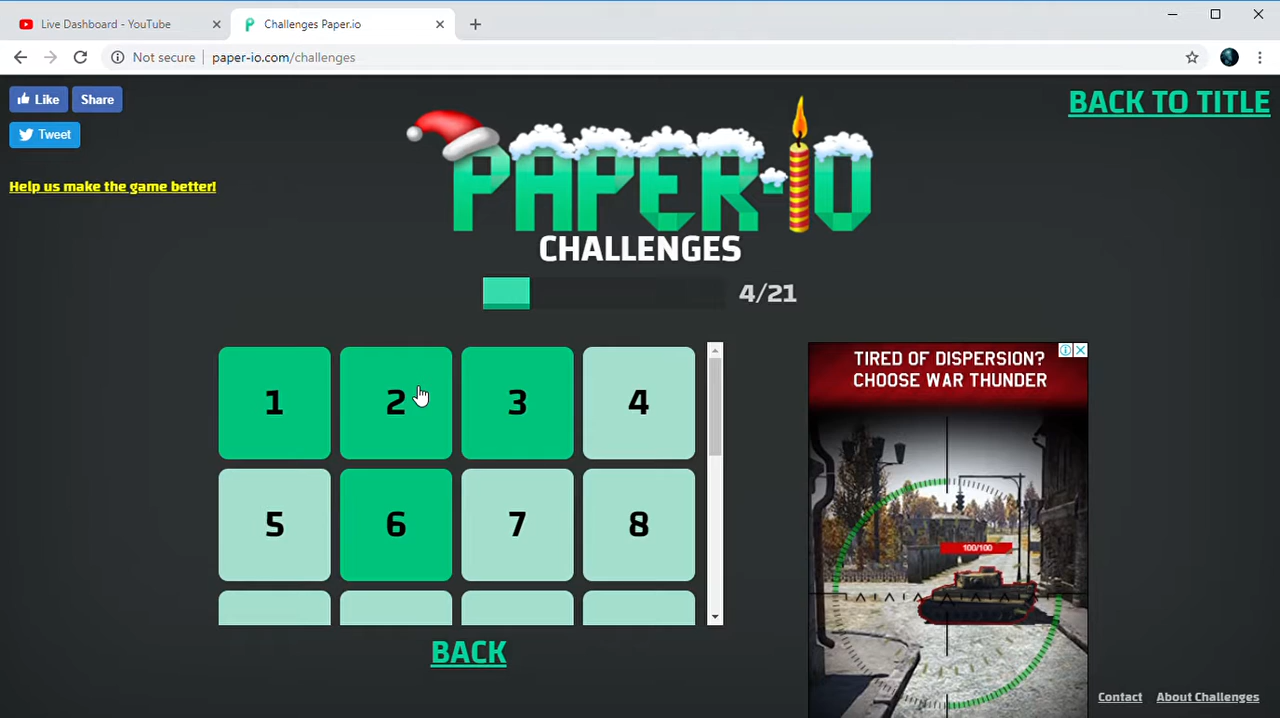 Live Dashboard - YouTube
Challenges Paper.io
Not secure
paper-io.com/challenges
Like
Share
Tweet
Help us make the game better!
BACK TO TITLE
PAPER-IO
CHALLENGES
4/21
1
2
3
4
5
6
7
8
BACK
TIRED OF DISPERSION?
CHOOSE WAR THUNDER
100/100
Contact
About Challenges